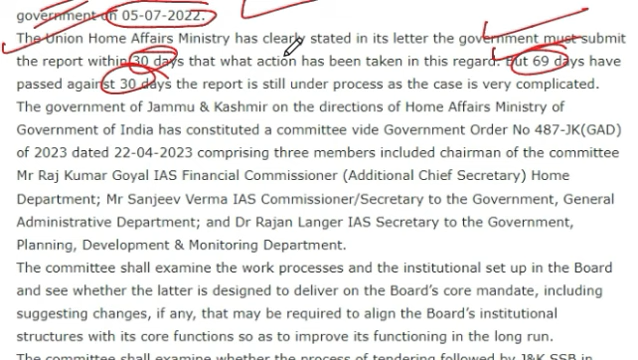 government on 05-07-2022.
The Union Home Affairs Ministry has clearly stated in its letter the government must submit
the report within 30 days that what action has been taken in this regard. But 69 days have
passed against 30 days the report is still under process as the case is very complicated.
The government of Jammu & Kashmir on the directions of Home Affairs Ministry of
Government of India has constituted a committee vide Government Order No 487-JK(GAD)
of 2023 dated 22-04-2023 comprising three members included chairman of the committee
Mr Raj Kumar Goyal IAS Financial Commissioner (Additional Chief Secretary) Home
Department; Mr Sanjeev Verma IAS Commissioner/Secretary to the Government, General
Administrative Department; and Dr Rajan Langer IAS Secretary to the Government,
Planning, Development & Monitoring Department.
The committee shall examine the work processes and the institutional set up in the Board
and see whether the latter is designed to deliver on the Board’s core mandate, including
suggesting changes, if any, that may be required to align the Board’s institutional
structures with its core functions so as to improve its functioning in the long run.
The committee shall examine whether the process of tendering followed by J&K SSB in